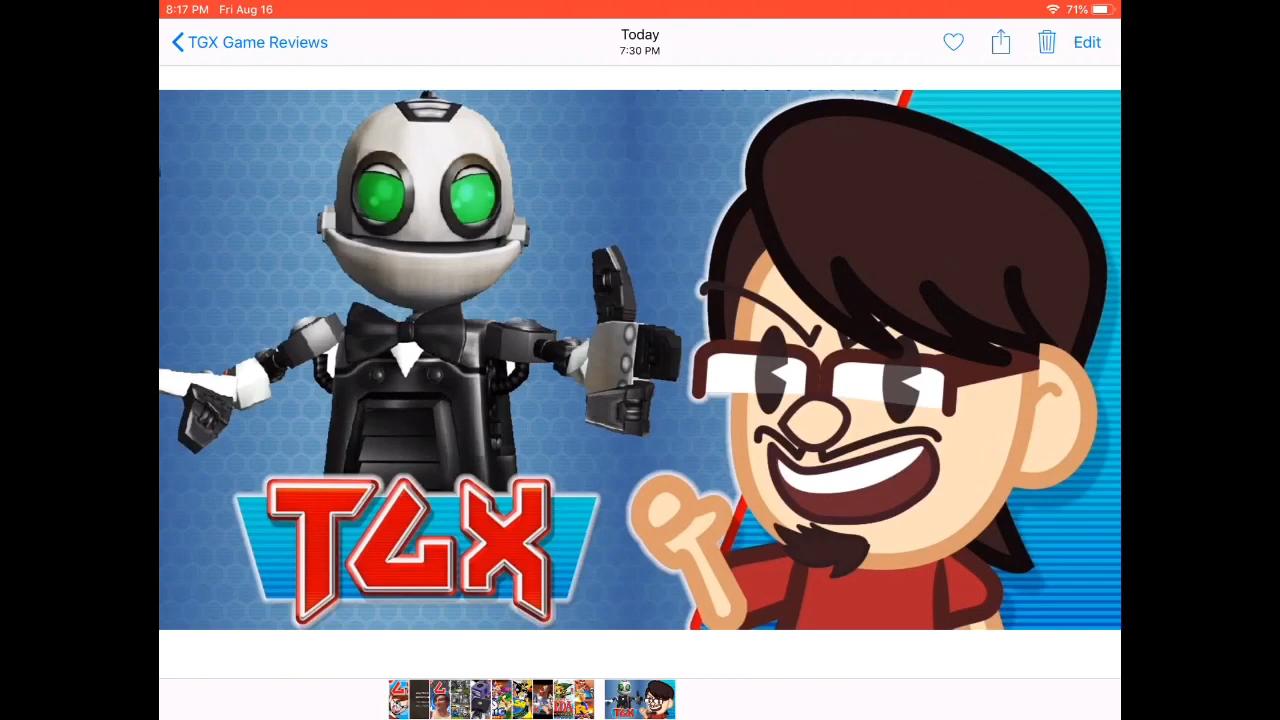 8:17 PM Fri Aug 16
71%
TGX Game Reviews
Today
7:30 PM
Edit
TGX